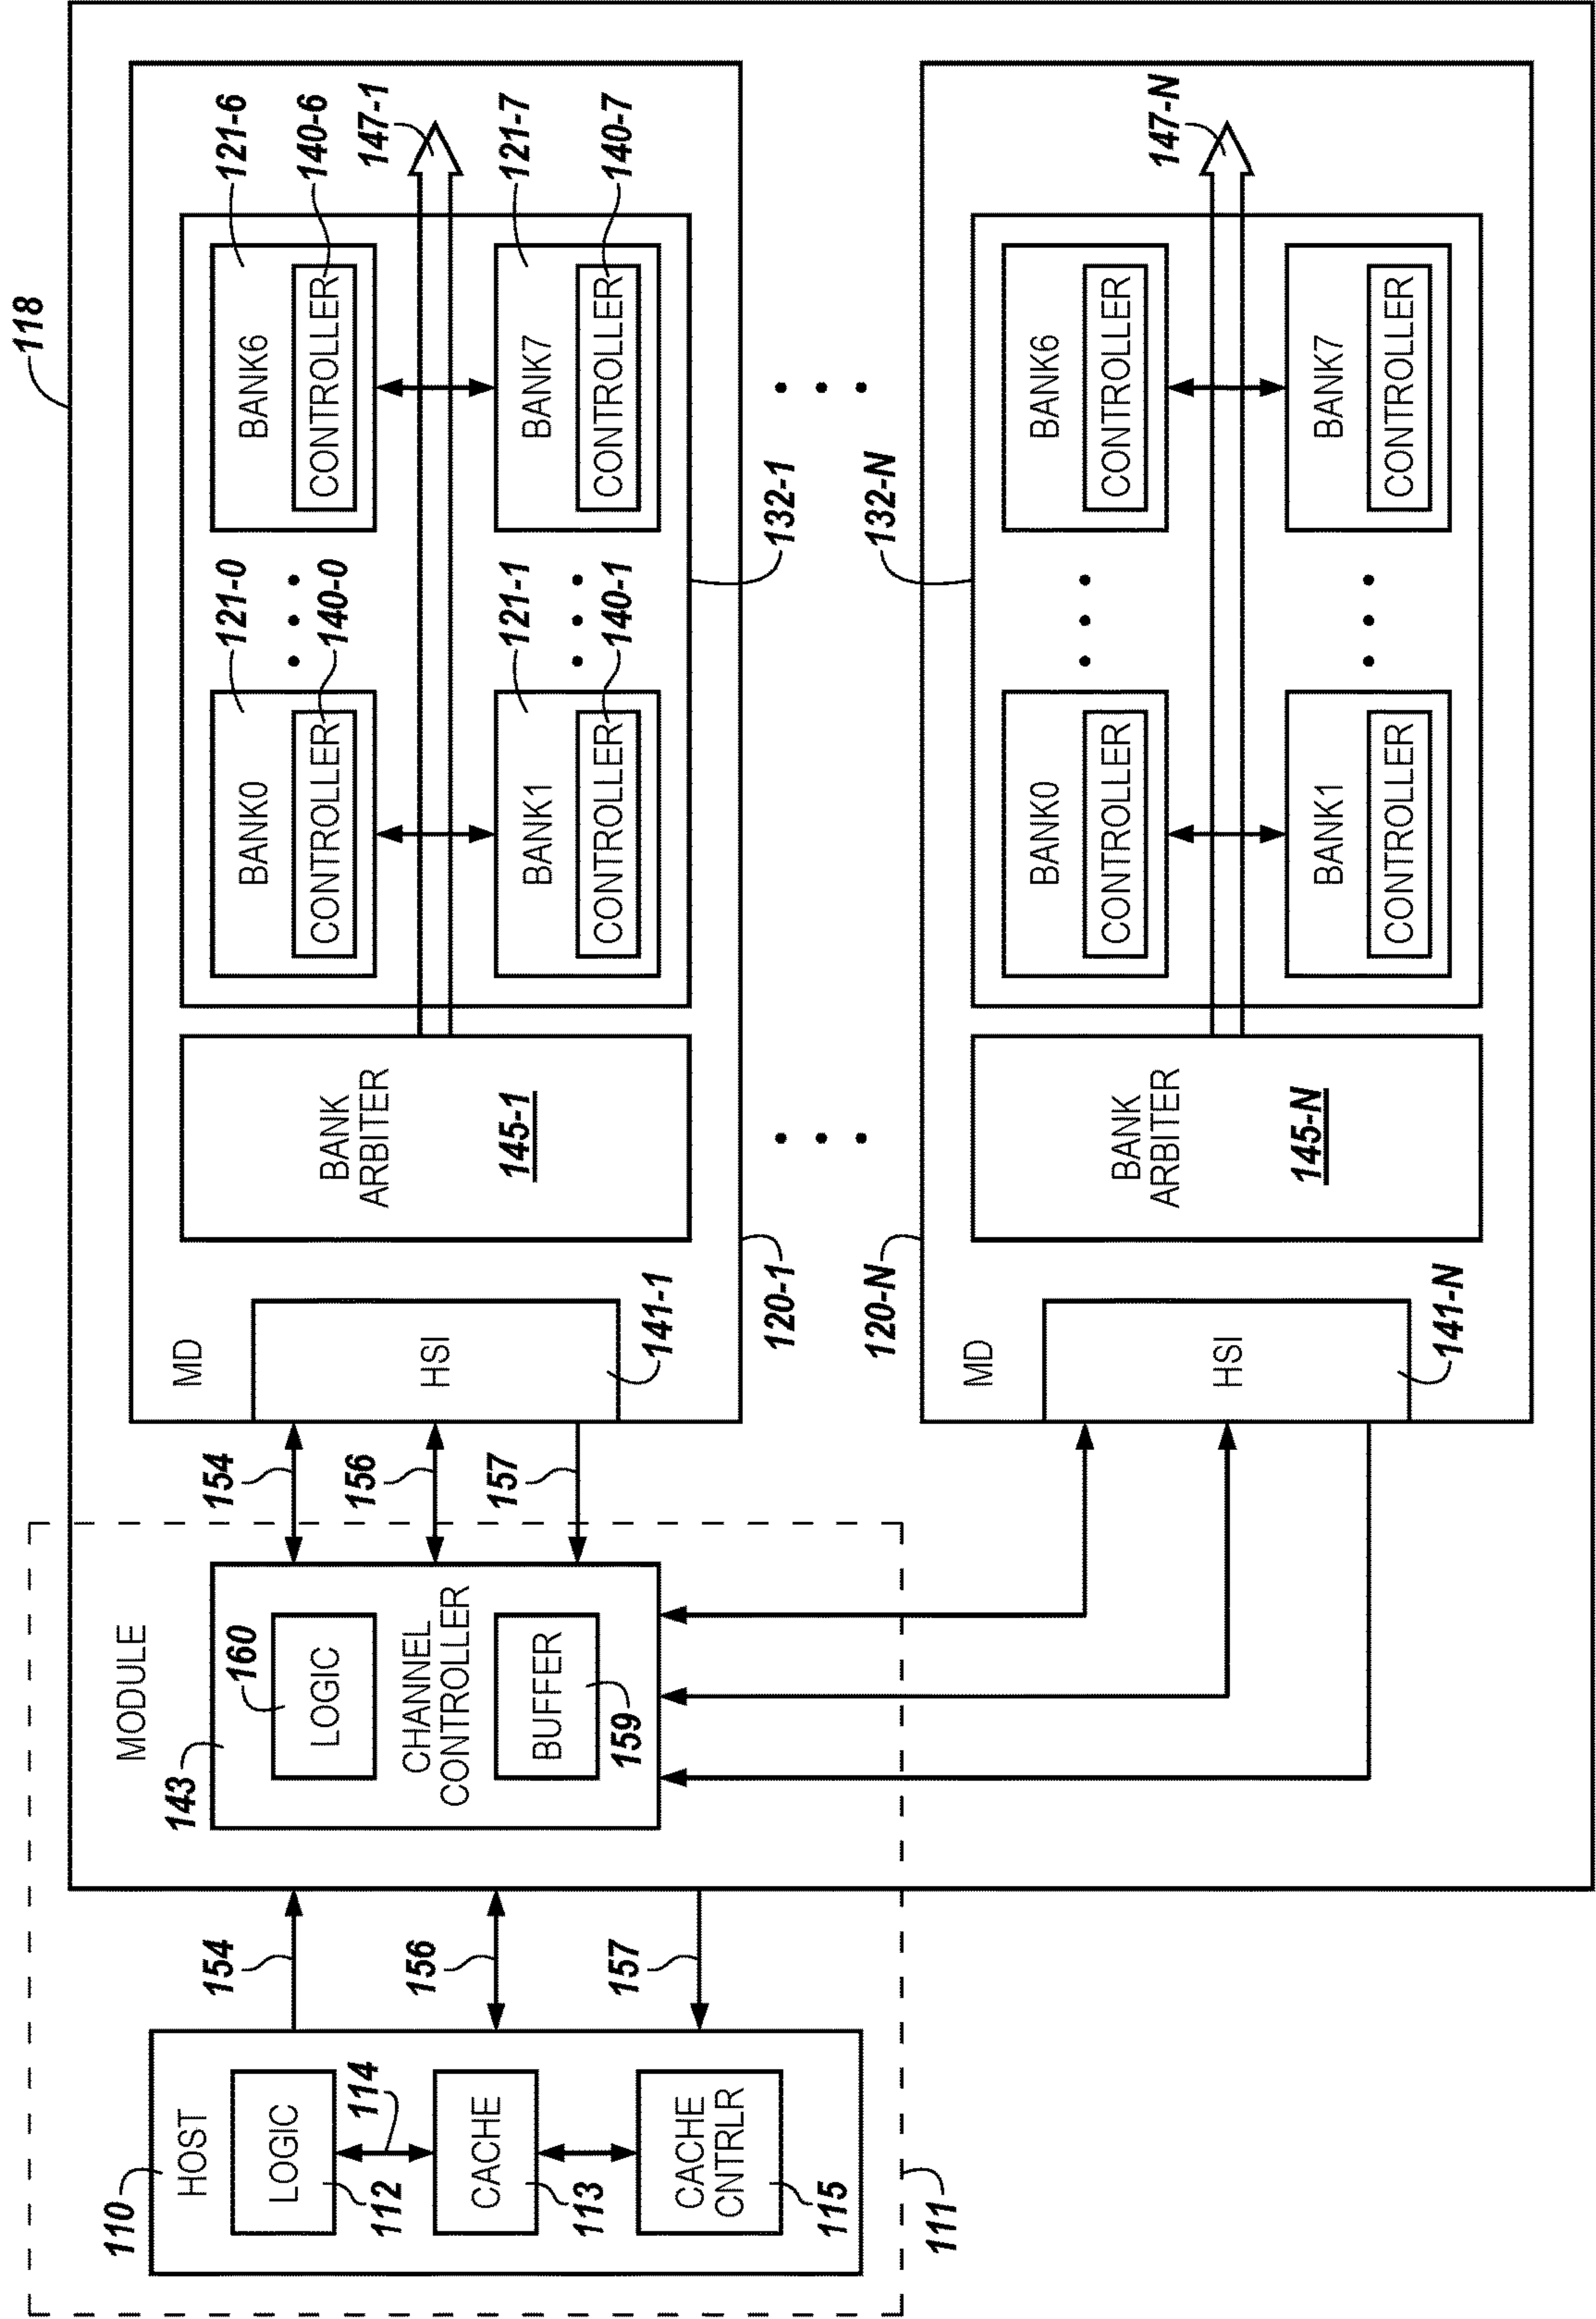 118
MODULE
143
160
LOGIC
CHANNEL
CONTROLLER
BUFFER
159
110
HOST
LOGIC
112
114
CACHE
113
CACHE
CNTRLR
115
111
154
156
157
154
156
157
MD
HSI
141-1
120-1
BANK
ARBITER
145-1
121-0
BANK0
CONTROLLER
140-0
121-6
BANK6
CONTROLLER
140-6
147-1
121-1
BANK1
CONTROLLER
140-1
121-7
BANK7
CONTROLLER
140-7
132-1
120-N
132-N
MD
HSI
141-N
BANK
ARBITER
145-N
BANK0
CONTROLLER
BANK6
CONTROLLER
147-N
BANK1
CONTROLLER
BANK7
CONTROLLER